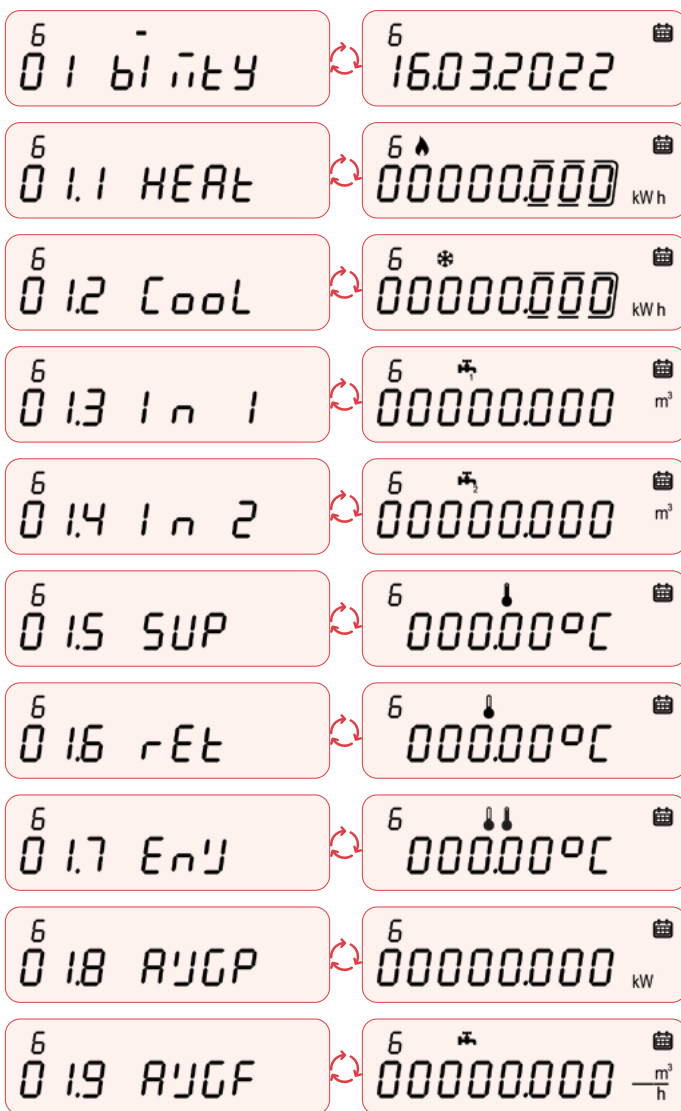 6
01 bImty
6
16.03.2022
6
01.1 HEAt
6
00000.000 kWh
6
01.2 CooL
6
00000.000 kWh
6
01.3 In 1
6 1
00000.000 m³
6
01.4 In 2
6 2
00000.000 m³
6
01.5 SUP
6
000.00°C
6
01.6 rEt
6
000.00°C
6
01.7 EnV
6
000.00°C
6
01.8 AVGP
6
00000.000 kW
6
01.9 AVGF
6
00000.000 m³/h